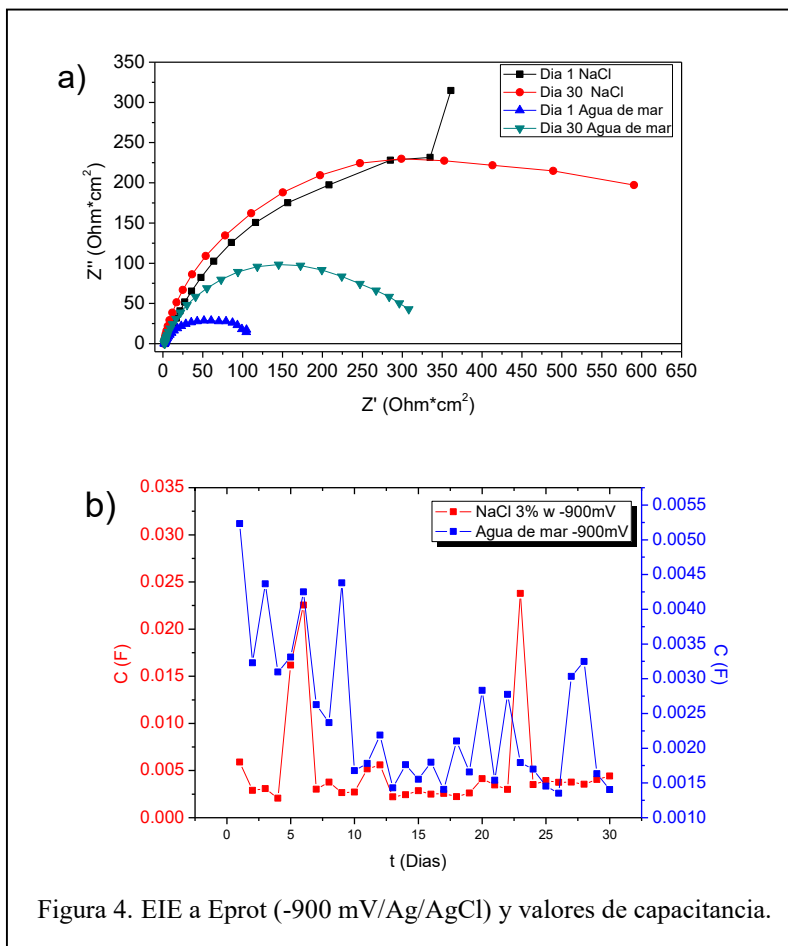 a)
350
300
250
200
150
100
50
0
Z'' (Ohm*cm²)
Dia 1 NaCl
Dia 30 NaCl
Dia 1 Agua de mar
Dia 30 Agua de mar
0 50 100 150 200 250 300 350 400 450 500 550 600 650
Z' (Ohm*cm²)
b)
0.035
0.030
0.025
0.020
0.015
0.010
0.005
0.000
C (F)
NaCl 3% w -900mV
Agua de mar -900mV
0.0055
0.0050
0.0045
0.0040
0.0035
0.0030
0.0025
0.0020
0.0015
0.0010
C (F)
0 5 10 15 20 25 30
t (Dias)
Figura 4. EIE a Eprot (-900 mV/Ag/AgCl) y valores de capacitancia.